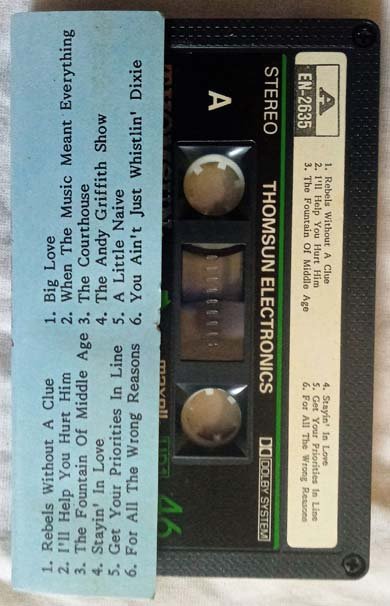 1. Rebels Without A Clue
2. I'll Help You Hurt Him
3. The Fountain Of Middle Age
4. Stayin' In Love
5. Get Your Priorities In Line
6. For All The Wrong Reasons
1. Big Love
2. When The Music Meant Everything
3. The Courthouse
4. The Andy Griffith Show
5. A Little Naive
6. You Ain't Just Whistlin' Dixie
A
EN-2635
1. Rebels Without A Clue
2. I'll Help You Hurt Him
3. The Fountain Of Middle Age
4. Stayin' In Love
5. Get Your Priorities In Line
6. For All The Wrong Reasons
STEREO
THOMSUN ELECTRONICS
DOLBY SYSTEM
A
maxell
46